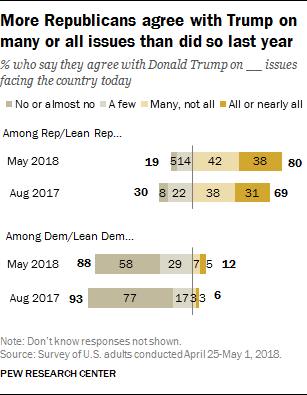 More Republicans agree with Trump on
many or all issues than did so last year
% who say they agree with Donald Trump on __ issues
facing the country today
No or almost no A few Many, not all All or nearly all
Among Rep/Lean Rep...
May 2018 19 5 14 42 38 80
Aug 2017 30 8 22 38 31 69
Among Dem/Lean Dem...
May 2018 88 58 29 7 5 12
Aug 2017 93 77 17 3 3 6
Note: Don't know responses not shown.
Source: Survey of U.S. adults conducted April 25-May 1, 2018.
PEW RESEARCH CENTER